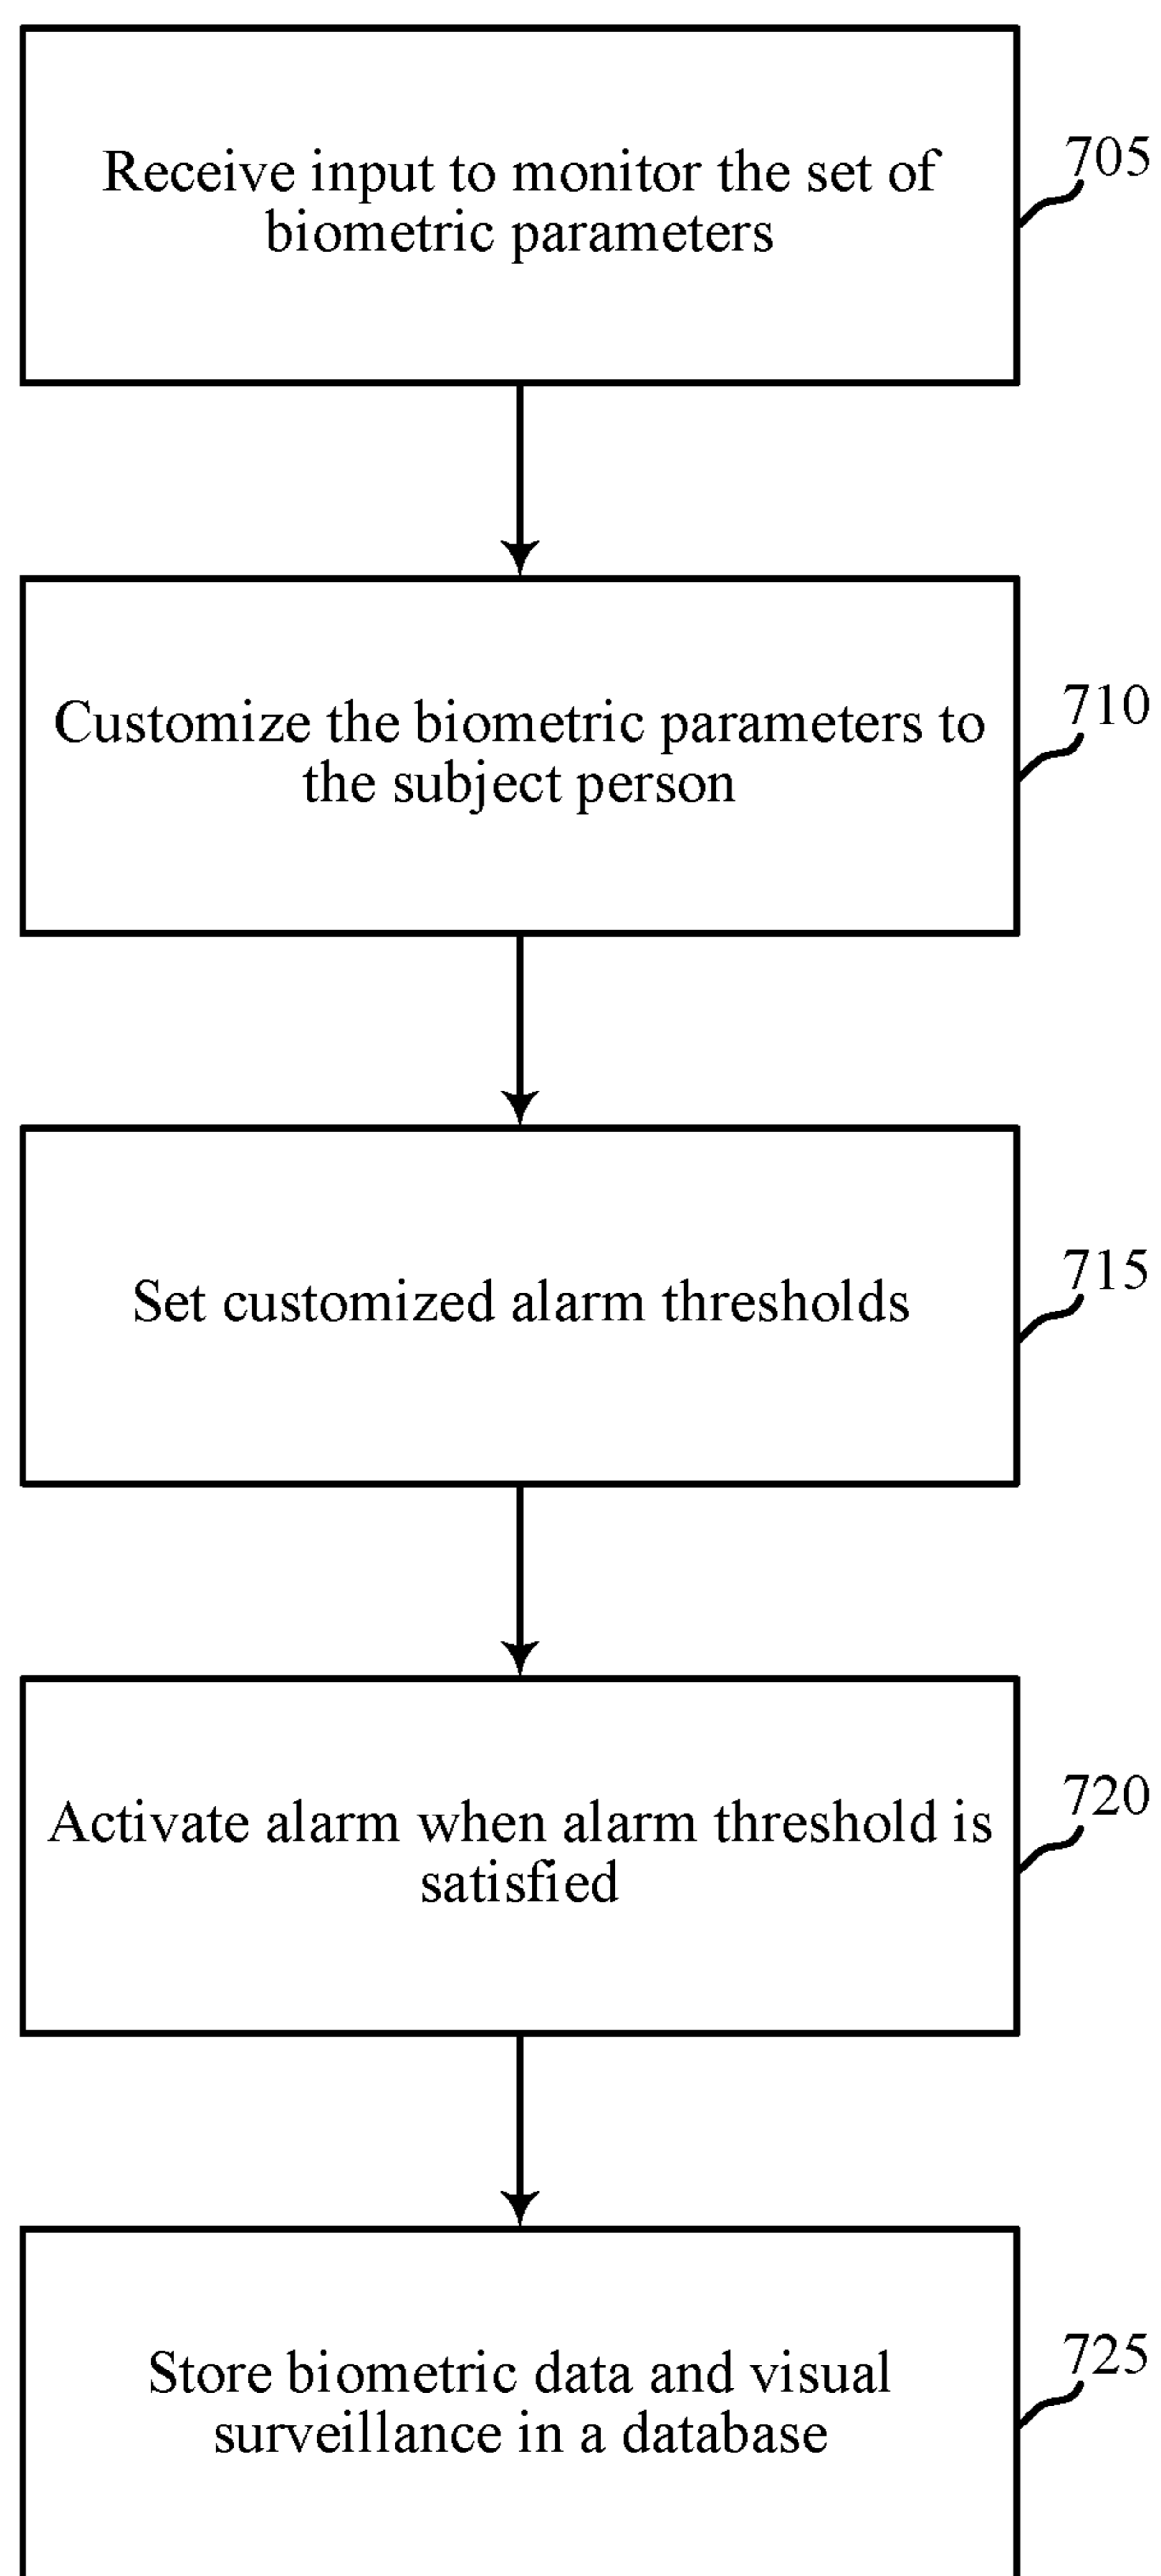 Receive input to monitor the set of
biometric parameters
705
Customize the biometric parameters to
the subject person
710
Set customized alarm thresholds
715
Activate alarm when alarm threshold is
satisfied
720
Store biometric data and visual
surveillance in a database
725